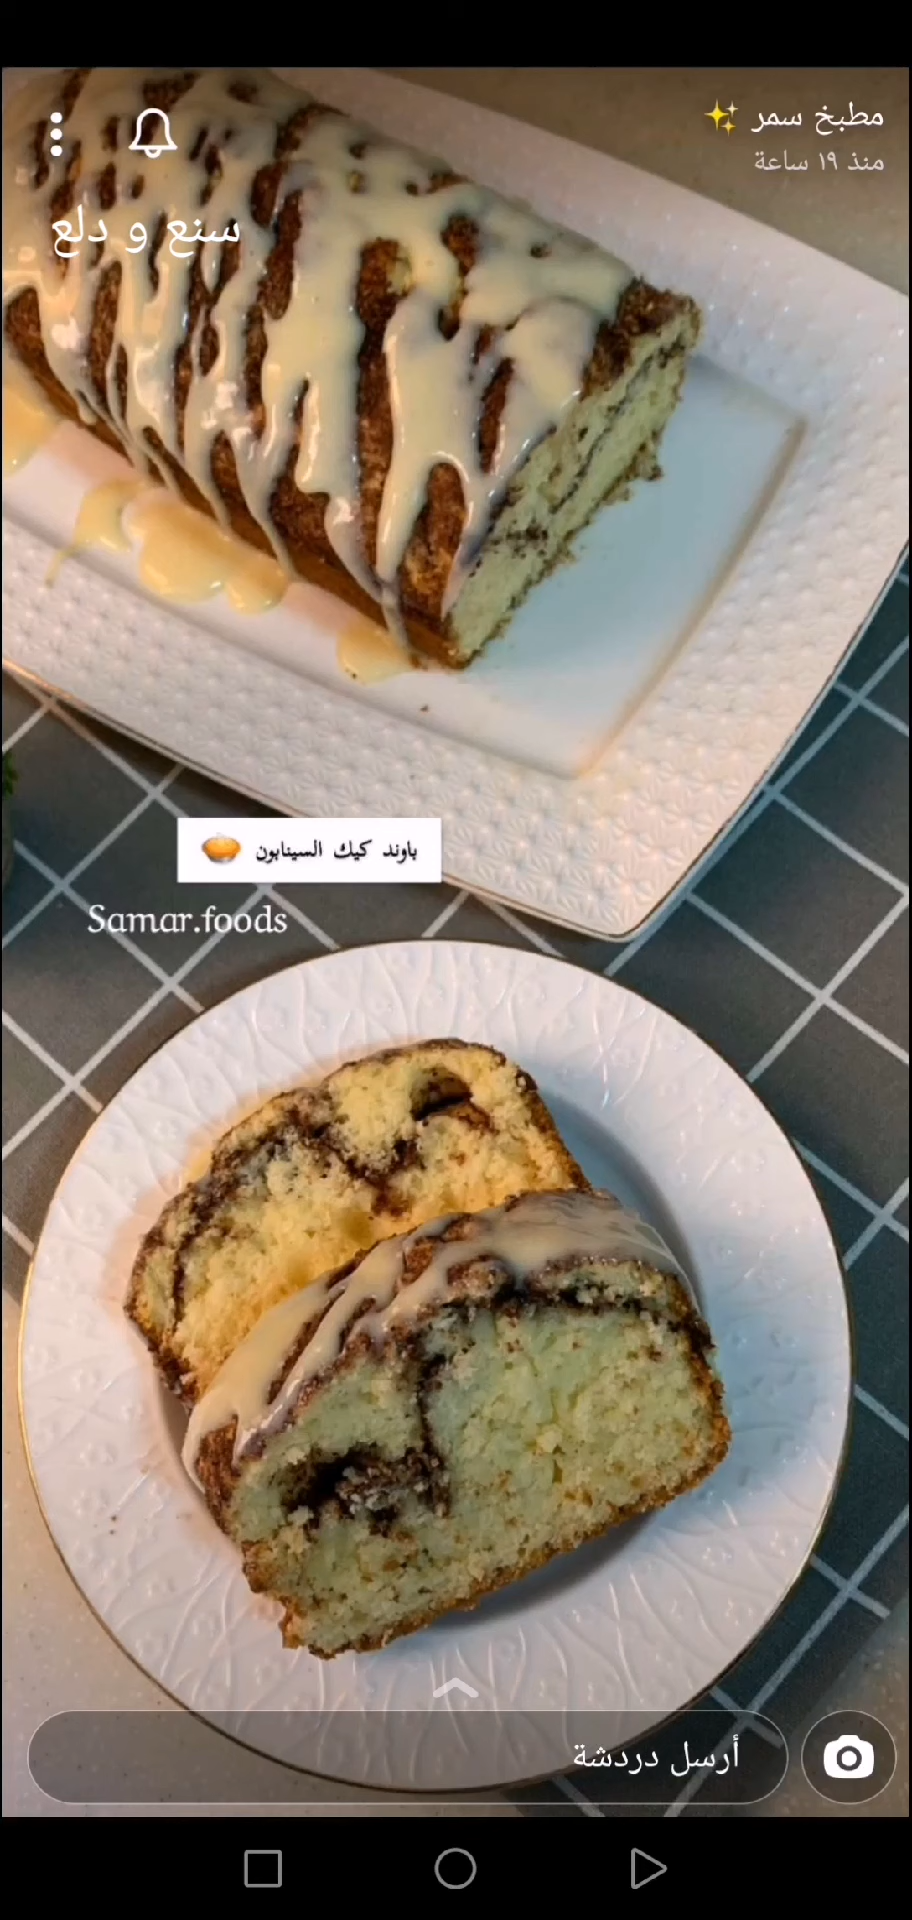 مطبخ سمر ✨
منذ ١٩ ساعة
سنع و دلع
باوند كيك السينابون 🥧
Samar.foods
أرسل دردشة